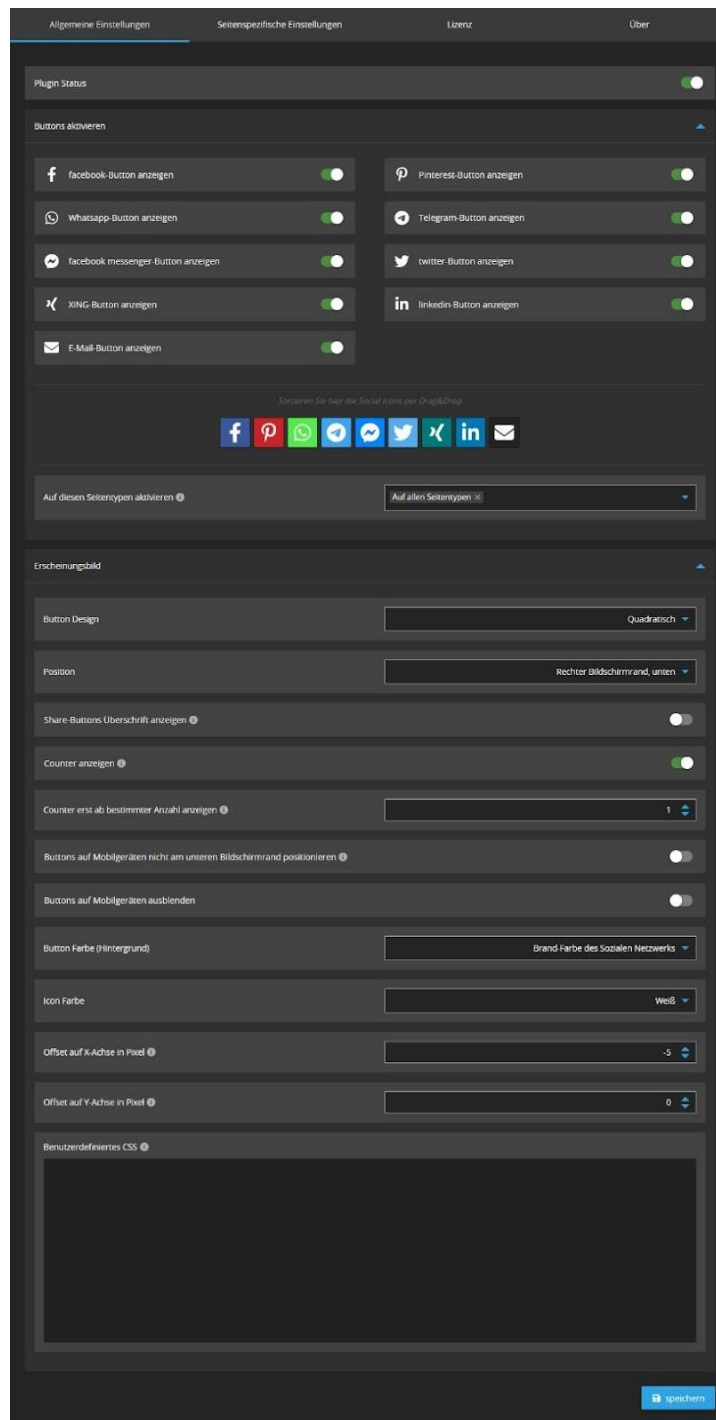 Allgemeine Einstellungen Seitenspezifische Einstellungen Lizenz Über
Plugin Status
Buttons aktivieren
facebook-Button anzeigen Pinterest-Button anzeigen
Whatsapp-Button anzeigen Telegram-Button anzeigen
facebook messenger-Button anzeigen twitter-Button anzeigen
XING-Button anzeigen linkedin-Button anzeigen
E-Mail-Button anzeigen
Sortieren Sie hier die Social Icons per Drag&Drop
Auf diesen Seitentypen aktivieren Auf allen Seitentypen ×
Erscheinungsbild
Button Design Quadratisch
Position Rechter Bildschirmrand, unten
Share-Buttons Überschrift anzeigen
Counter anzeigen
Counter erst ab bestimmter Anzahl anzeigen 1
Buttons auf Mobilgeräten nicht am unteren Bildschirmrand positionieren
Buttons auf Mobilgeräten ausblenden
Button Farbe (Hintergrund) Brand-Farbe des Sozialen Netzwerks
Icon Farbe Weiß
Offset auf X-Achse in Pixel -5
Offset auf Y-Achse in Pixel 0
Benutzerdefiniertes CSS
speichern